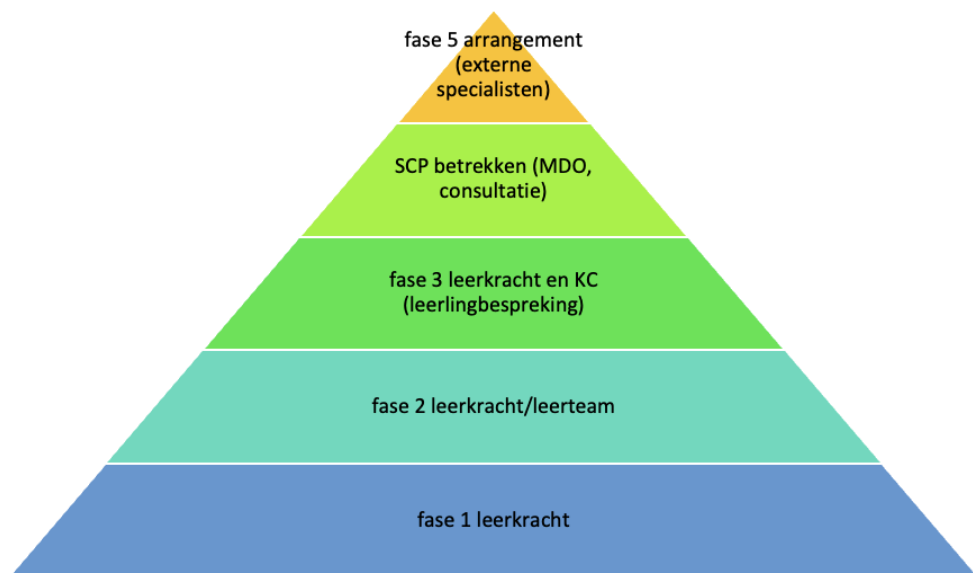 fase 5 arrangement
(externe
specialisten)
SCP betrekken (MDO,
consultatie)
fase 3 leerkracht en KC
(leerlingbespreking)
fase 2 leerkracht/leerteam
fase 1 leerkracht